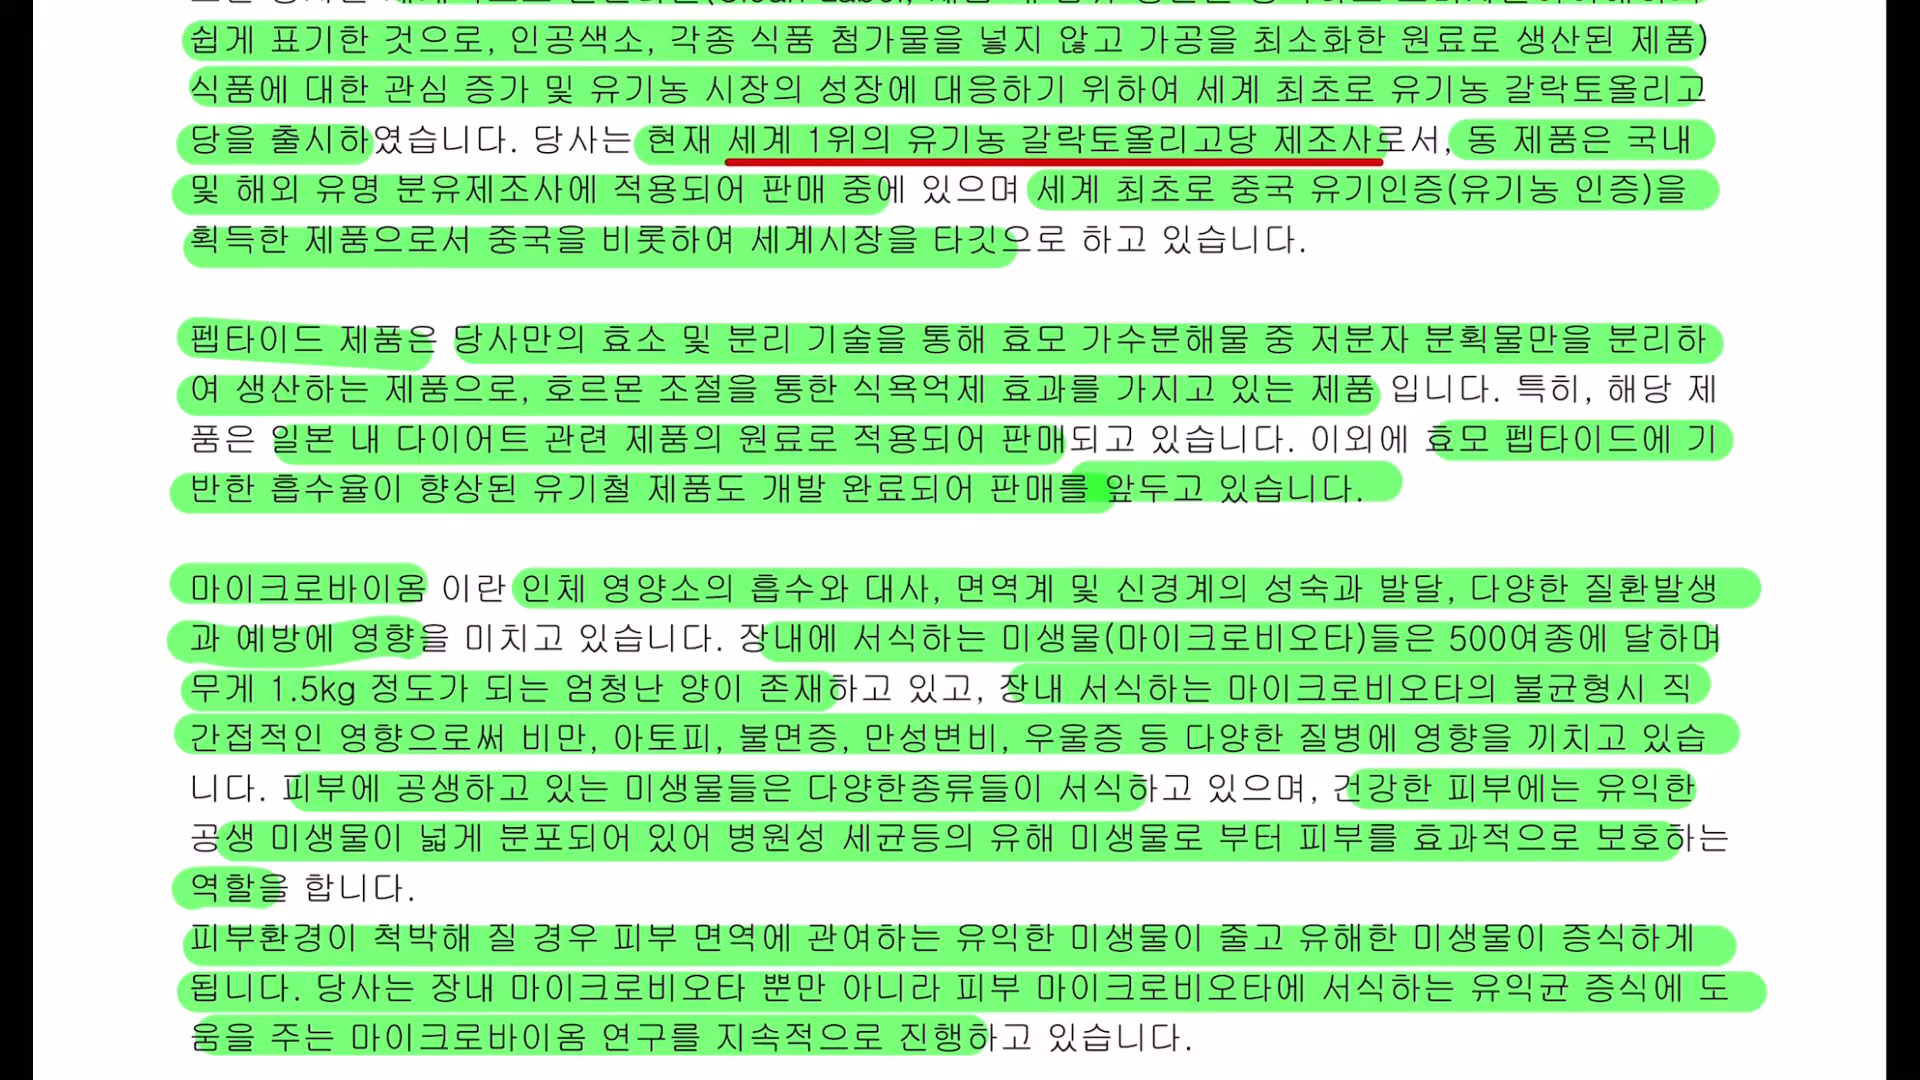 쉽게 표기한 것으로, 인공색소, 각종 식품 첨가물을 넣지 않고 가공을 최소화한 원료로 생산된 제품)
식품에 대한 관심 증가 및 유기농 시장의 성장에 대응하기 위하여 세계 최초로 유기농 갈락토올리고
당을 출시하였습니다. 당사는 현재 세계 1위의 유기농 갈락토올리고당 제조사로서, 동 제품은 국내
및 해외 유명 분유제조사에 적용되어 판매 중에 있으며 세계 최초로 중국 유기인증(유기농 인증)을
획득한 제품으로서 중국을 비롯하여 세계시장을 타깃으로 하고 있습니다.
펩타이드 제품은 당사만의 효소 및 분리 기술을 통해 효모 가수분해물 중 저분자 분획물만을 분리하
여 생산하는 제품으로, 호르몬 조절을 통한 식욕억제 효과를 가지고 있는 제품 입니다. 특히, 해당 제
품은 일본 내 다이어트 관련 제품의 원료로 적용되어 판매되고 있습니다. 이외에 효모 펩타이드에 기
반한 흡수율이 향상된 유기철 제품도 개발 완료되어 판매를 앞두고 있습니다.
마이크로바이옴 이란 인체 영양소의 흡수와 대사, 면역계 및 신경계의 성숙과 발달, 다양한 질환발생
과 예방에 영향을 미치고 있습니다. 장내에 서식하는 미생물(마이크로비오타)들은 500여종에 달하며
무게 1.5kg 정도가 되는 엄청난 양이 존재하고 있고, 장내 서식하는 마이크로비오타의 불균형시 직
간접적인 영향으로써 비만, 아토피, 불면증, 만성변비, 우울증 등 다양한 질병에 영향을 끼치고 있습
니다. 피부에 공생하고 있는 미생물들은 다양한종류들이 서식하고 있으며, 건강한 피부에는 유익한
공생 미생물이 넓게 분포되어 있어 병원성 세균등의 유해 미생물로 부터 피부를 효과적으로 보호하는
역할을 합니다.
피부환경이 척박해 질 경우 피부 면역에 관여하는 유익한 미생물이 줄고 유해한 미생물이 증식하게
됩니다. 당사는 장내 마이크로비오타 뿐만 아니라 피부 마이크로비오타에 서식하는 유익균 증식에 도
움을 주는 마이크로바이옴 연구를 지속적으로 진행하고 있습니다.